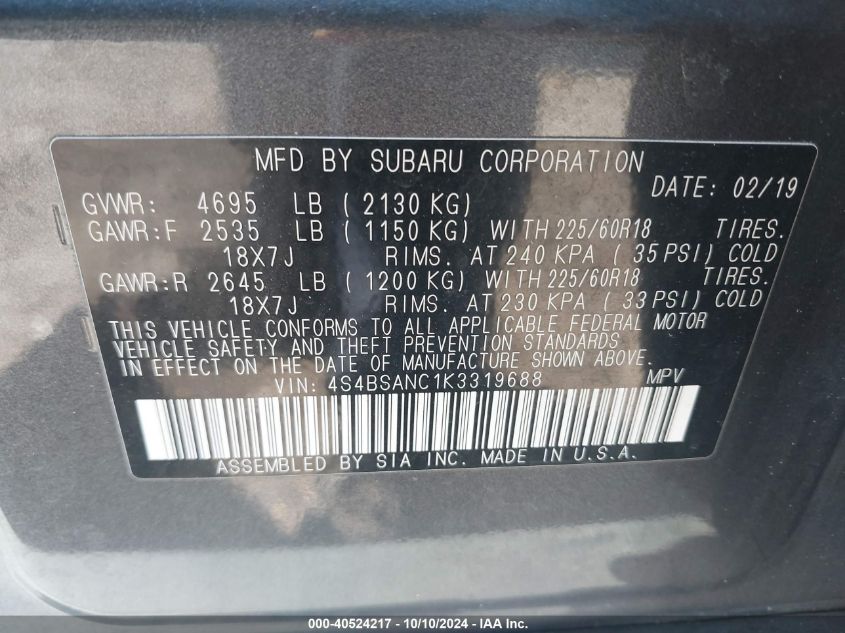 MFD BY SUBARU CORPORATION
DATE: 02/19
GVWR: 4695 LB ( 2130 KG)
GAWR:F 2535 LB ( 1150 KG) WITH 225/60R18 TIRES.
18X7J RIMS. AT 240 KPA ( 35 PSI) COLD
GAWR:R 2645 LB ( 1200 KG) WITH 225/60R18 TIRES.
18X7J RIMS. AT 230 KPA ( 33 PSI) COLD
THIS VEHICLE CONFORMS TO ALL APPLICABLE FEDERAL MOTOR
VEHICLE SAFETY AND THEFT PREVENTION STANDARDS
IN EFFECT ON THE DATE OF MANUFACTURE SHOWN ABOVE.
VIN: 4S4BSANC1K3319688 MPV
ASSEMBLED BY SIA INC. MADE IN U.S.A.
000-40524217 - 10/10/2024 - IAA Inc.